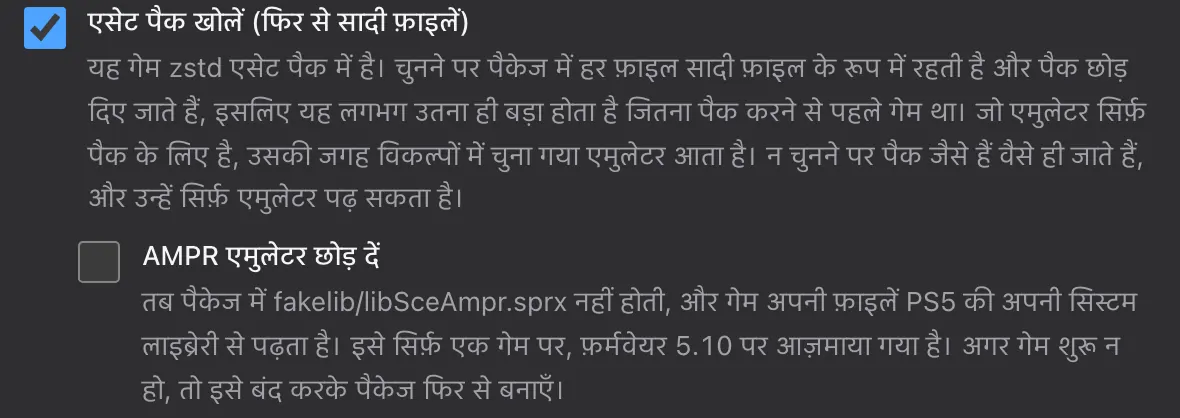 एसेट पैक खोलें (फिर से सादी फ़ाइलें)
यह गेम zstd एसेट पैक में है। चुनने पर पैकेज में हर फ़ाइल सादी फ़ाइल के रूप में रहती है और पैक छोड़
दिए जाते हैं, इसलिए यह लगभग उतना ही बड़ा होता है जितना पैक करने से पहले गेम था। जो एमुलेटर सिर्फ़
पैक के लिए है, उसकी जगह विकल्पों में चुना गया एमुलेटर आता है। न चुनने पर पैक जैसे हैं वैसे ही जाते हैं,
और उन्हें सिर्फ़ एमुलेटर पढ़ सकता है।
AMPR एमुलेटर छोड़ दें
तब पैकेज में fakelib/libSceAmpr.sprx नहीं होती, और गेम अपनी फ़ाइलें PS5 की अपनी सिस्टम
लाइब्रेरी से पढ़ता है। इसे सिर्फ़ एक गेम पर, फ़र्मवेयर 5.10 पर आज़माया गया है। अगर गेम शुरू न
हो, तो इसे बंद करके पैकेज फिर से बनाएँ।